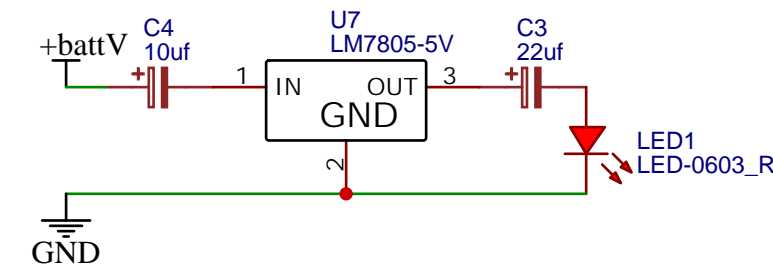 +battV
C4
10uf
+
1
U7
LM7805-5V
IN
OUT
GND
2
3
C3
22uf
+
LED1
LED-0603_R
GND